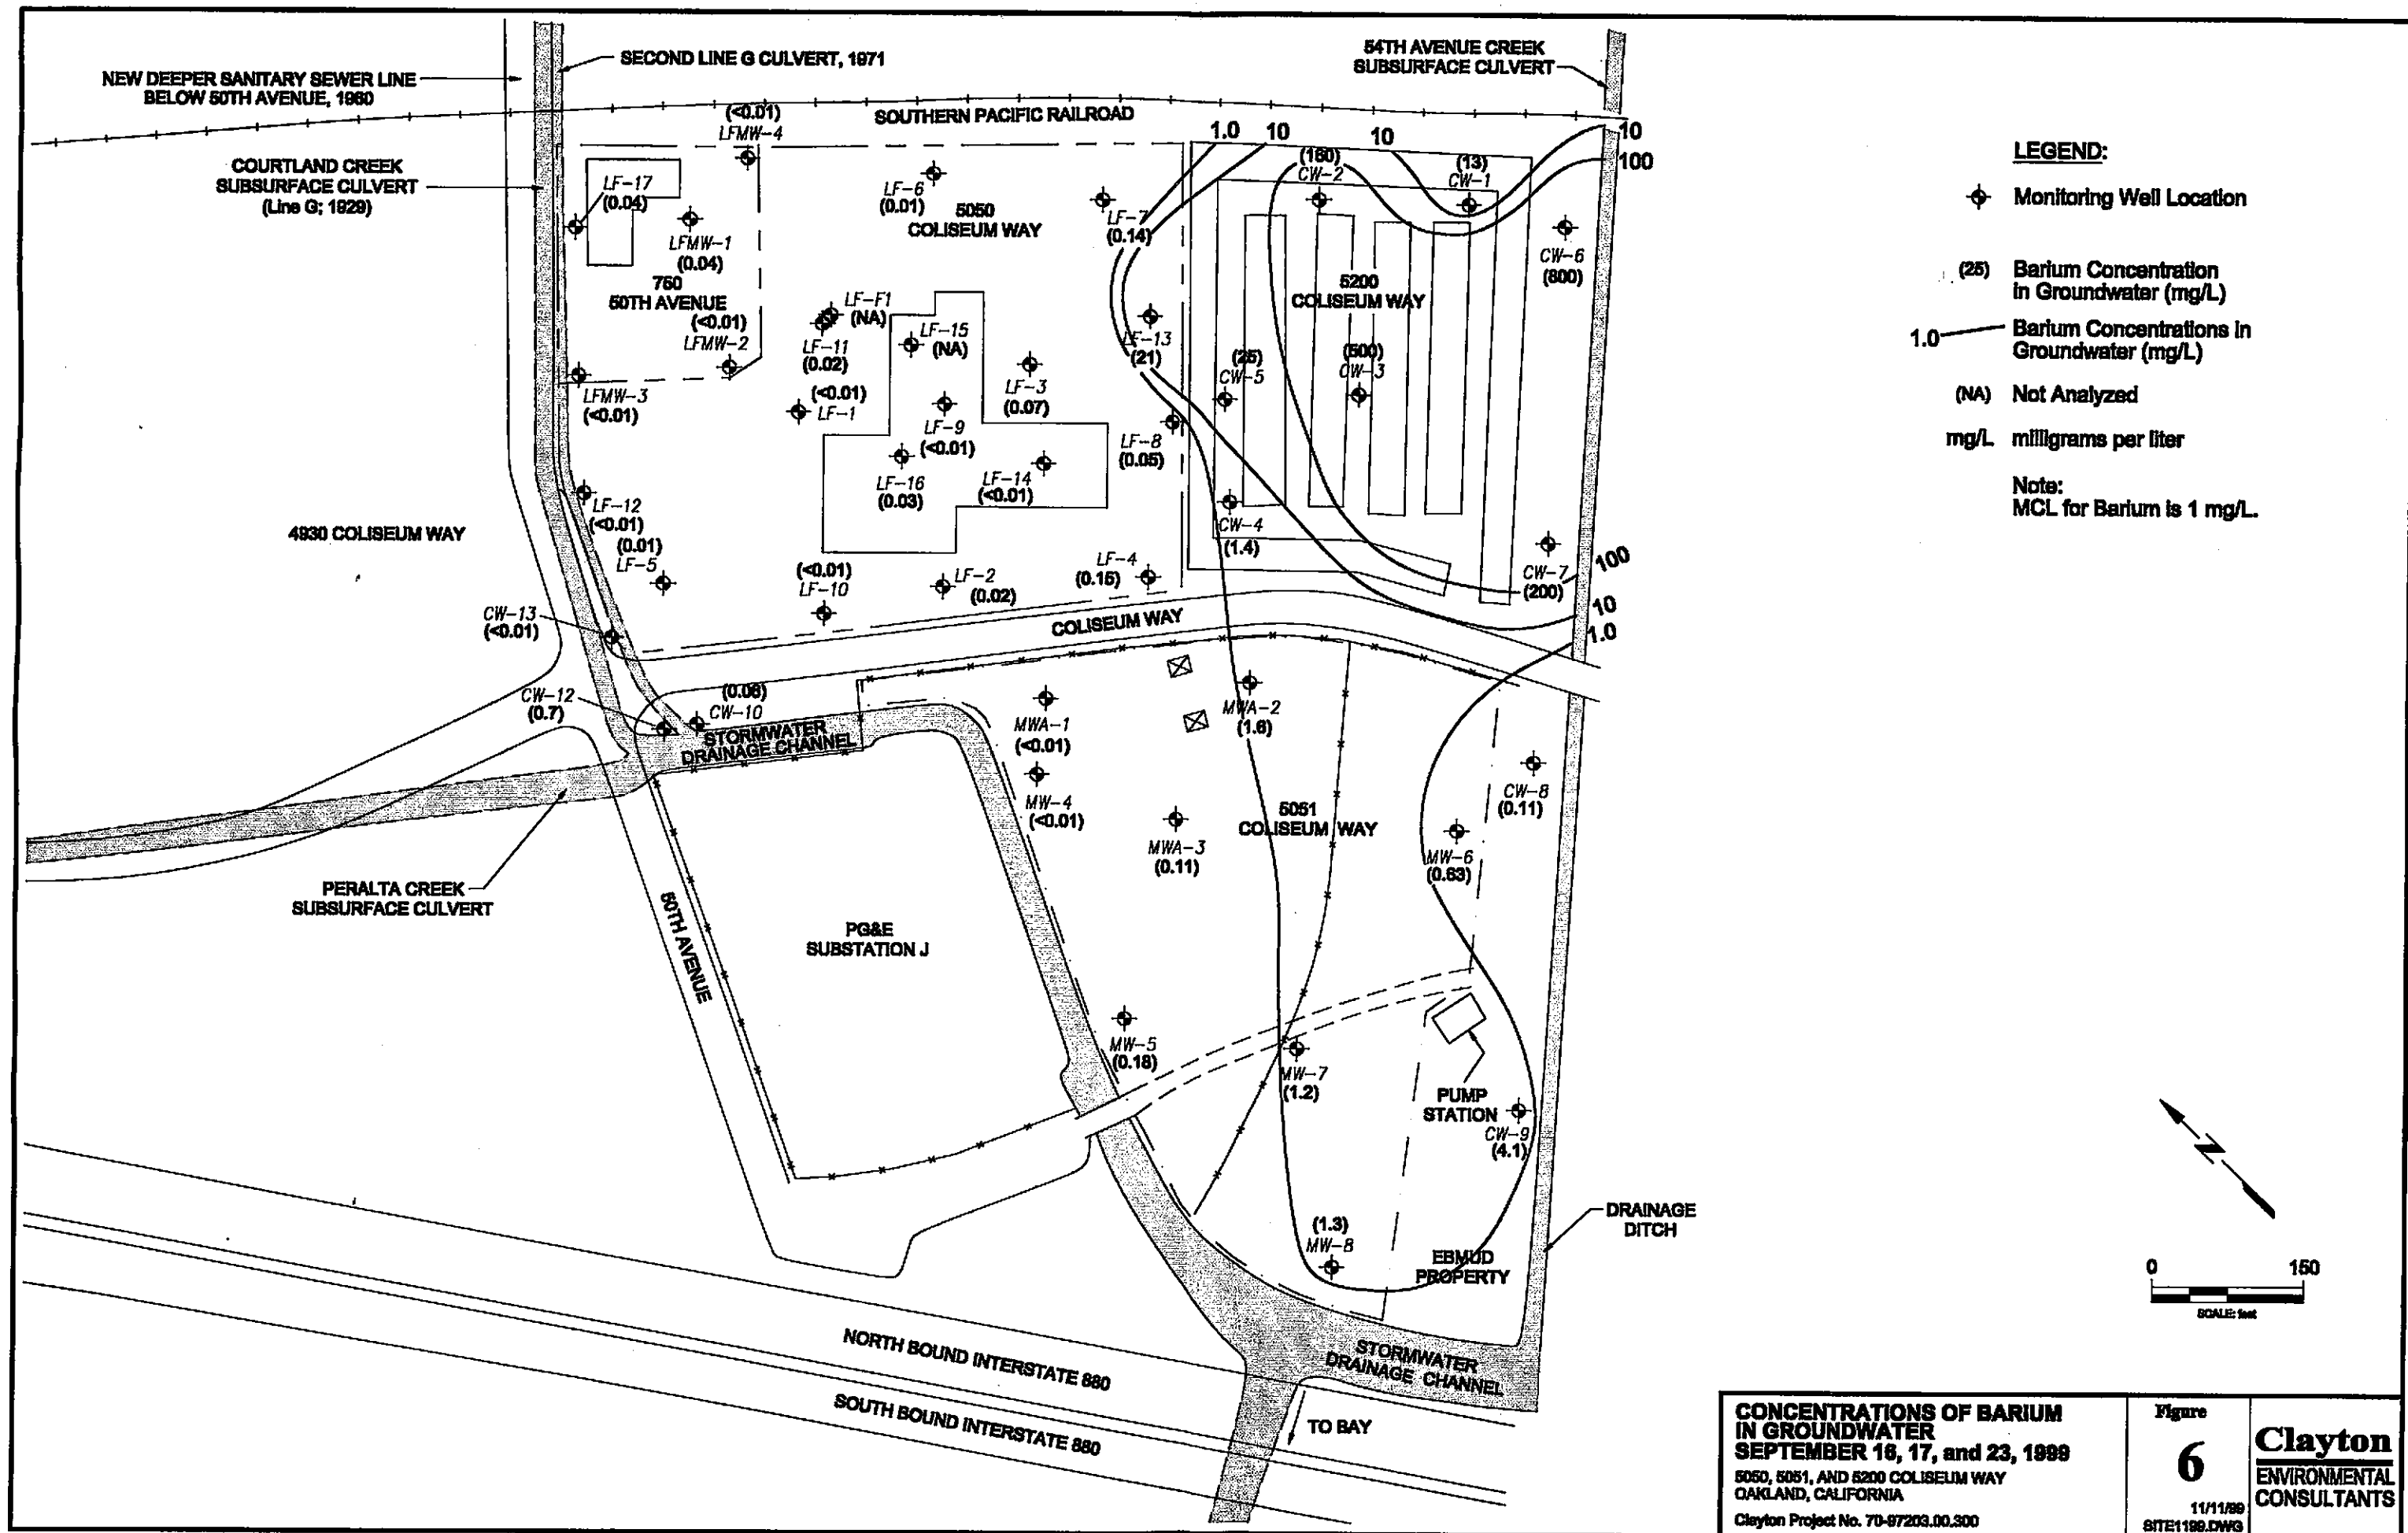 NEW DEEPER SANITARY SEWER LINE
BELOW 50TH AVENUE, 1960
SECOND LINE G CULVERT, 1971
54TH AVENUE CREEK
SUBSURFACE CULVERT
COURTLAND CREEK
SUBSURFACE CULVERT
(Line G; 1929)
(<0.01)
LFMW-4
SOUTHERN PACIFIC RAILROAD
1.0
10
10
10
100
LF-17
(0.04)
LFMW-1
(0.04)
LF-6
(0.01)
5050
COLISEUM WAY
LF-7
(0.14)
(160)
CW-2
(13)
CW-1
CW-6
(800)
760
50TH AVENUE
(<0.01)
LFMW-2
LF-F1
(NA)
LF-11
(0.02)
LF-15
(NA)
5200
COLISEUM WAY
LF-13
(21)
(25)
CW-5
(500)
CW-3
LFMW-3
(<0.01)
(<0.01)
LF-1
LF-9
(<0.01)
LF-3
(0.07)
LF-8
(0.05)
LF-16
(0.03)
LF-14
(<0.01)
LF-12
(<0.01)
(0.01)
LF-5
4930 COLISEUM WAY
(<0.01)
LF-10
LF-2
(0.02)
LF-4
(0.15)
CW-4
(1.4)
CW-7
(200)
100
10
1.0
CW-13
(<0.01)
COLISEUM WAY
CW-12
(0.7)
(0.06)
CW-10
STORMWATER
DRAINAGE CHANNEL
MWA-1
(<0.01)
MWA-2
(1.6)
MW-4
(<0.01)
MWA-3
(0.11)
5051
COLISEUM WAY
CW-8
(0.11)
MW-6
(0.63)
PERALTA CREEK
SUBSURFACE CULVERT
50TH AVENUE
PG&E
SUBSTATION J
MW-5
(0.18)
MW-7
(1.2)
PUMP
STATION
CW-9
(4.1)
(1.3)
MW-8
EBMUD
PROPERTY
DRAINAGE
DITCH
STORMWATER
DRAINAGE CHANNEL
NORTH BOUND INTERSTATE 880
SOUTH BOUND INTERSTATE 880
TO BAY
LEGEND:
Monitoring Well Location
(25) Barium Concentration
in Groundwater (mg/L)
1.0 Barium Concentrations in
Groundwater (mg/L)
(NA) Not Analyzed
mg/L milligrams per liter
Note:
MCL for Barium is 1 mg/L.
N
0 150
SCALE: feet
CONCENTRATIONS OF BARIUM
IN GROUNDWATER
SEPTEMBER 16, 17, and 23, 1999
5050, 5051, AND 5200 COLISEUM WAY
OAKLAND, CALIFORNIA
Clayton Project No. 70-97203.00.300
Figure
6
11/11/99
SITE1199.DWG
Clayton
ENVIRONMENTAL
CONSULTANTS